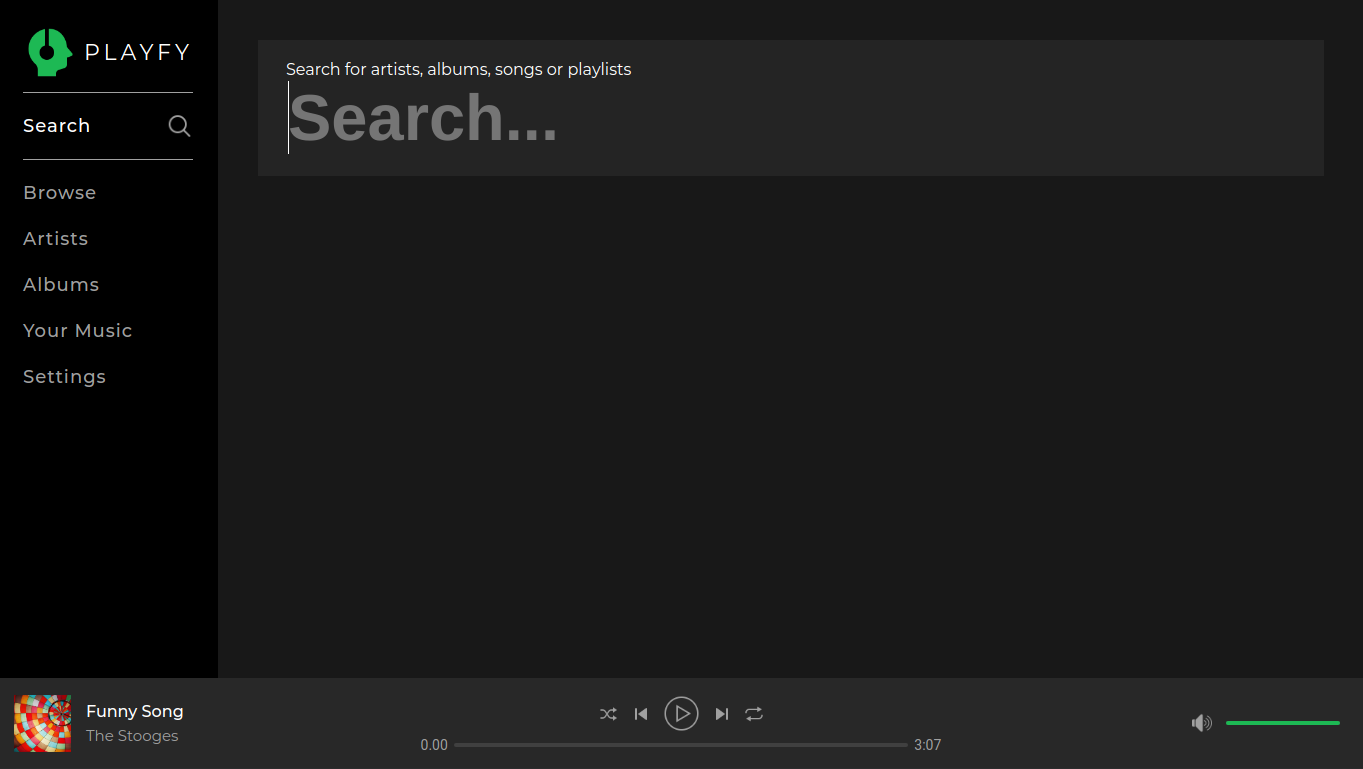 PLAYFY
Search
Browse
Artists
Albums
Your Music
Settings
Search for artists, albums, songs or playlists
Search...
Funny Song
The Stooges
0.00
3:07